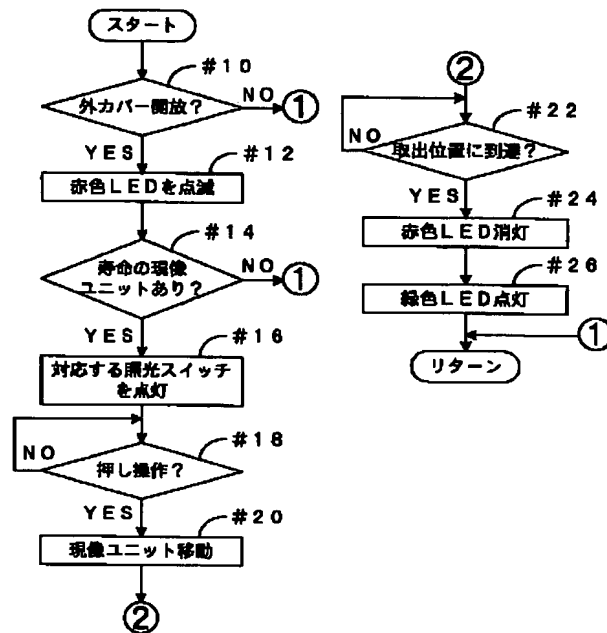 スタート
#10
外カバー開放?
NO
①
YES
#12
赤色LEDを点滅
#14
寿命の現像
ユニットあり?
NO
①
YES
#16
対応する照光スイッチ
を点灯
#18
NO
押し操作?
YES
#20
現像ユニット移動
②
②
#22
NO
取出位置に到達?
YES
#24
赤色LED消灯
#26
緑色LED点灯
①
リターン